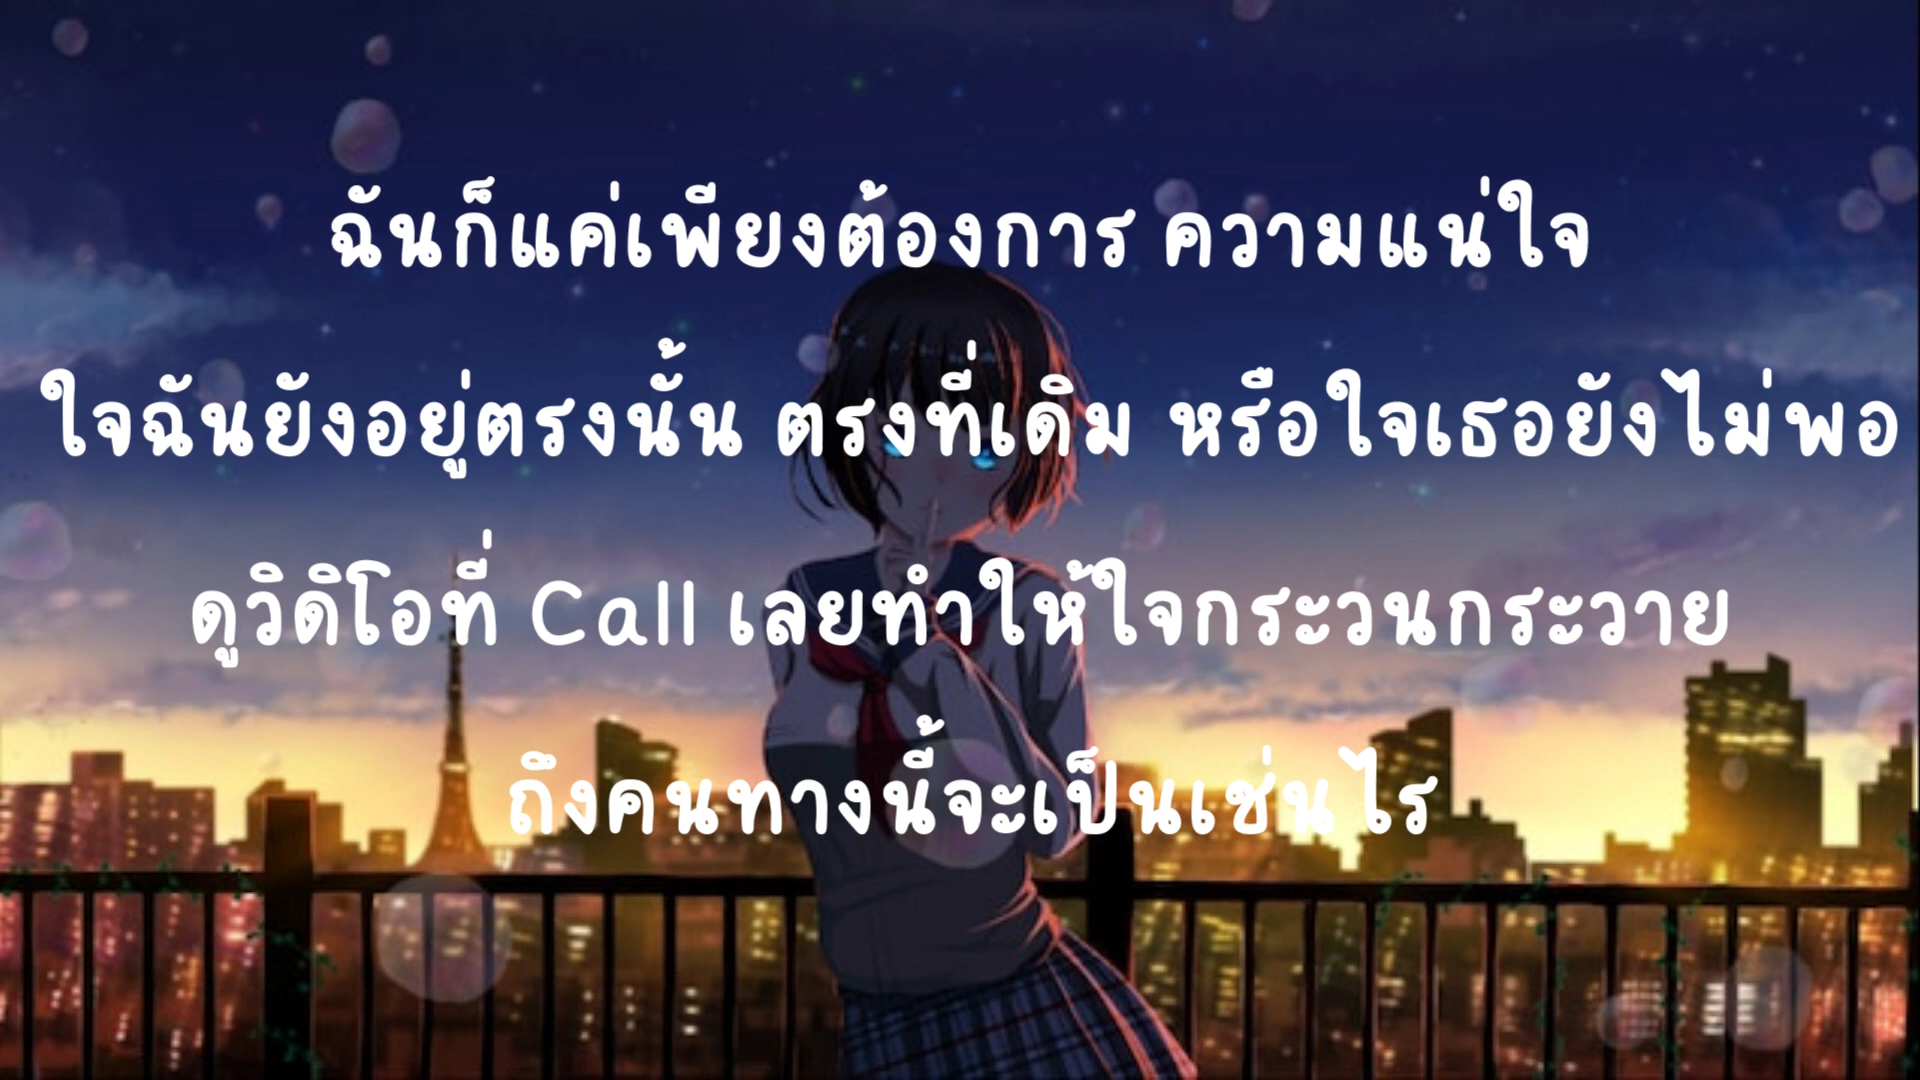 ฉันก็แค่เพียงต้องการ ความแน่ใจ
ใจฉันยังอยู่ตรงนั้น ตรงที่เดิม หรือใจเธอยังไม่พอ
ดูวิดิโอที่ Call เลยทำให้ใจกระวนกระวาย
ถึงคนทางนี้จะเป็นเช่นไร